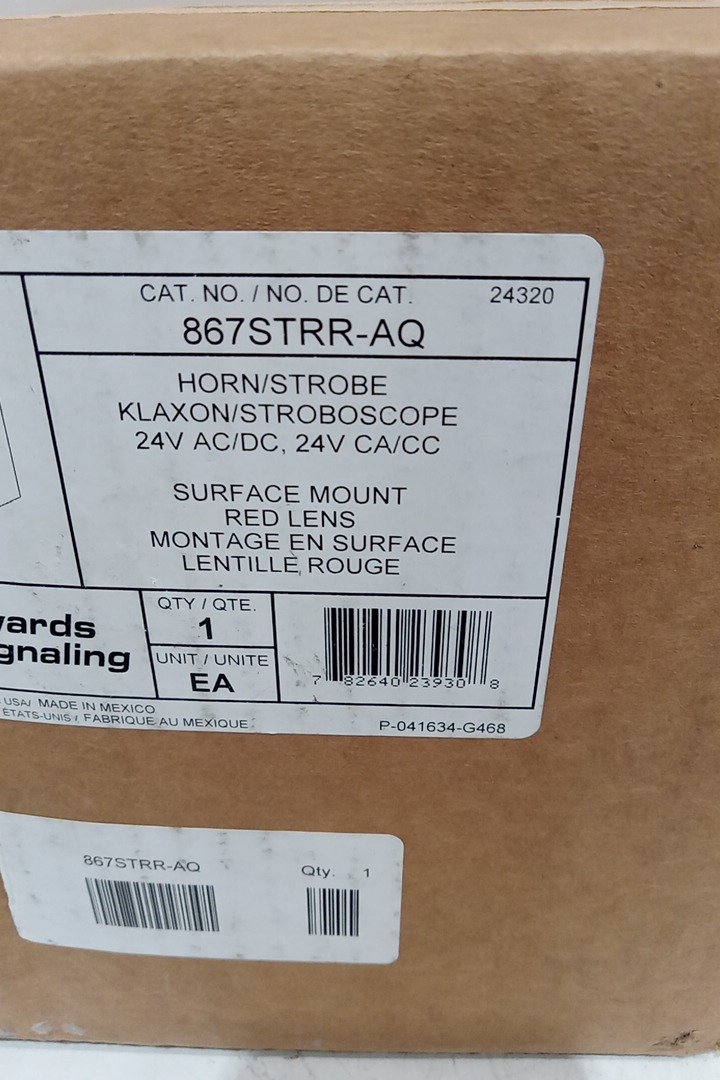 CAT. NO. / NO. DE CAT. 24320
867STRR-AQ
HORN/STROBE
KLAXON/STROBOSCOPE
24V AC/DC, 24V CA/CC
SURFACE MOUNT
RED LENS
MONTAGE EN SURFACE
LENTILLE ROUGE
vards
gnaling
QTY / QTE.
1
UNIT / UNITE
EA
7 82640 23930 8
USA/ MADE IN MEXICO
ETATS-UNIS / FABRIQUE AU MEXIQUE
P-041634-G468
867STRR-AQ
Qty. 1